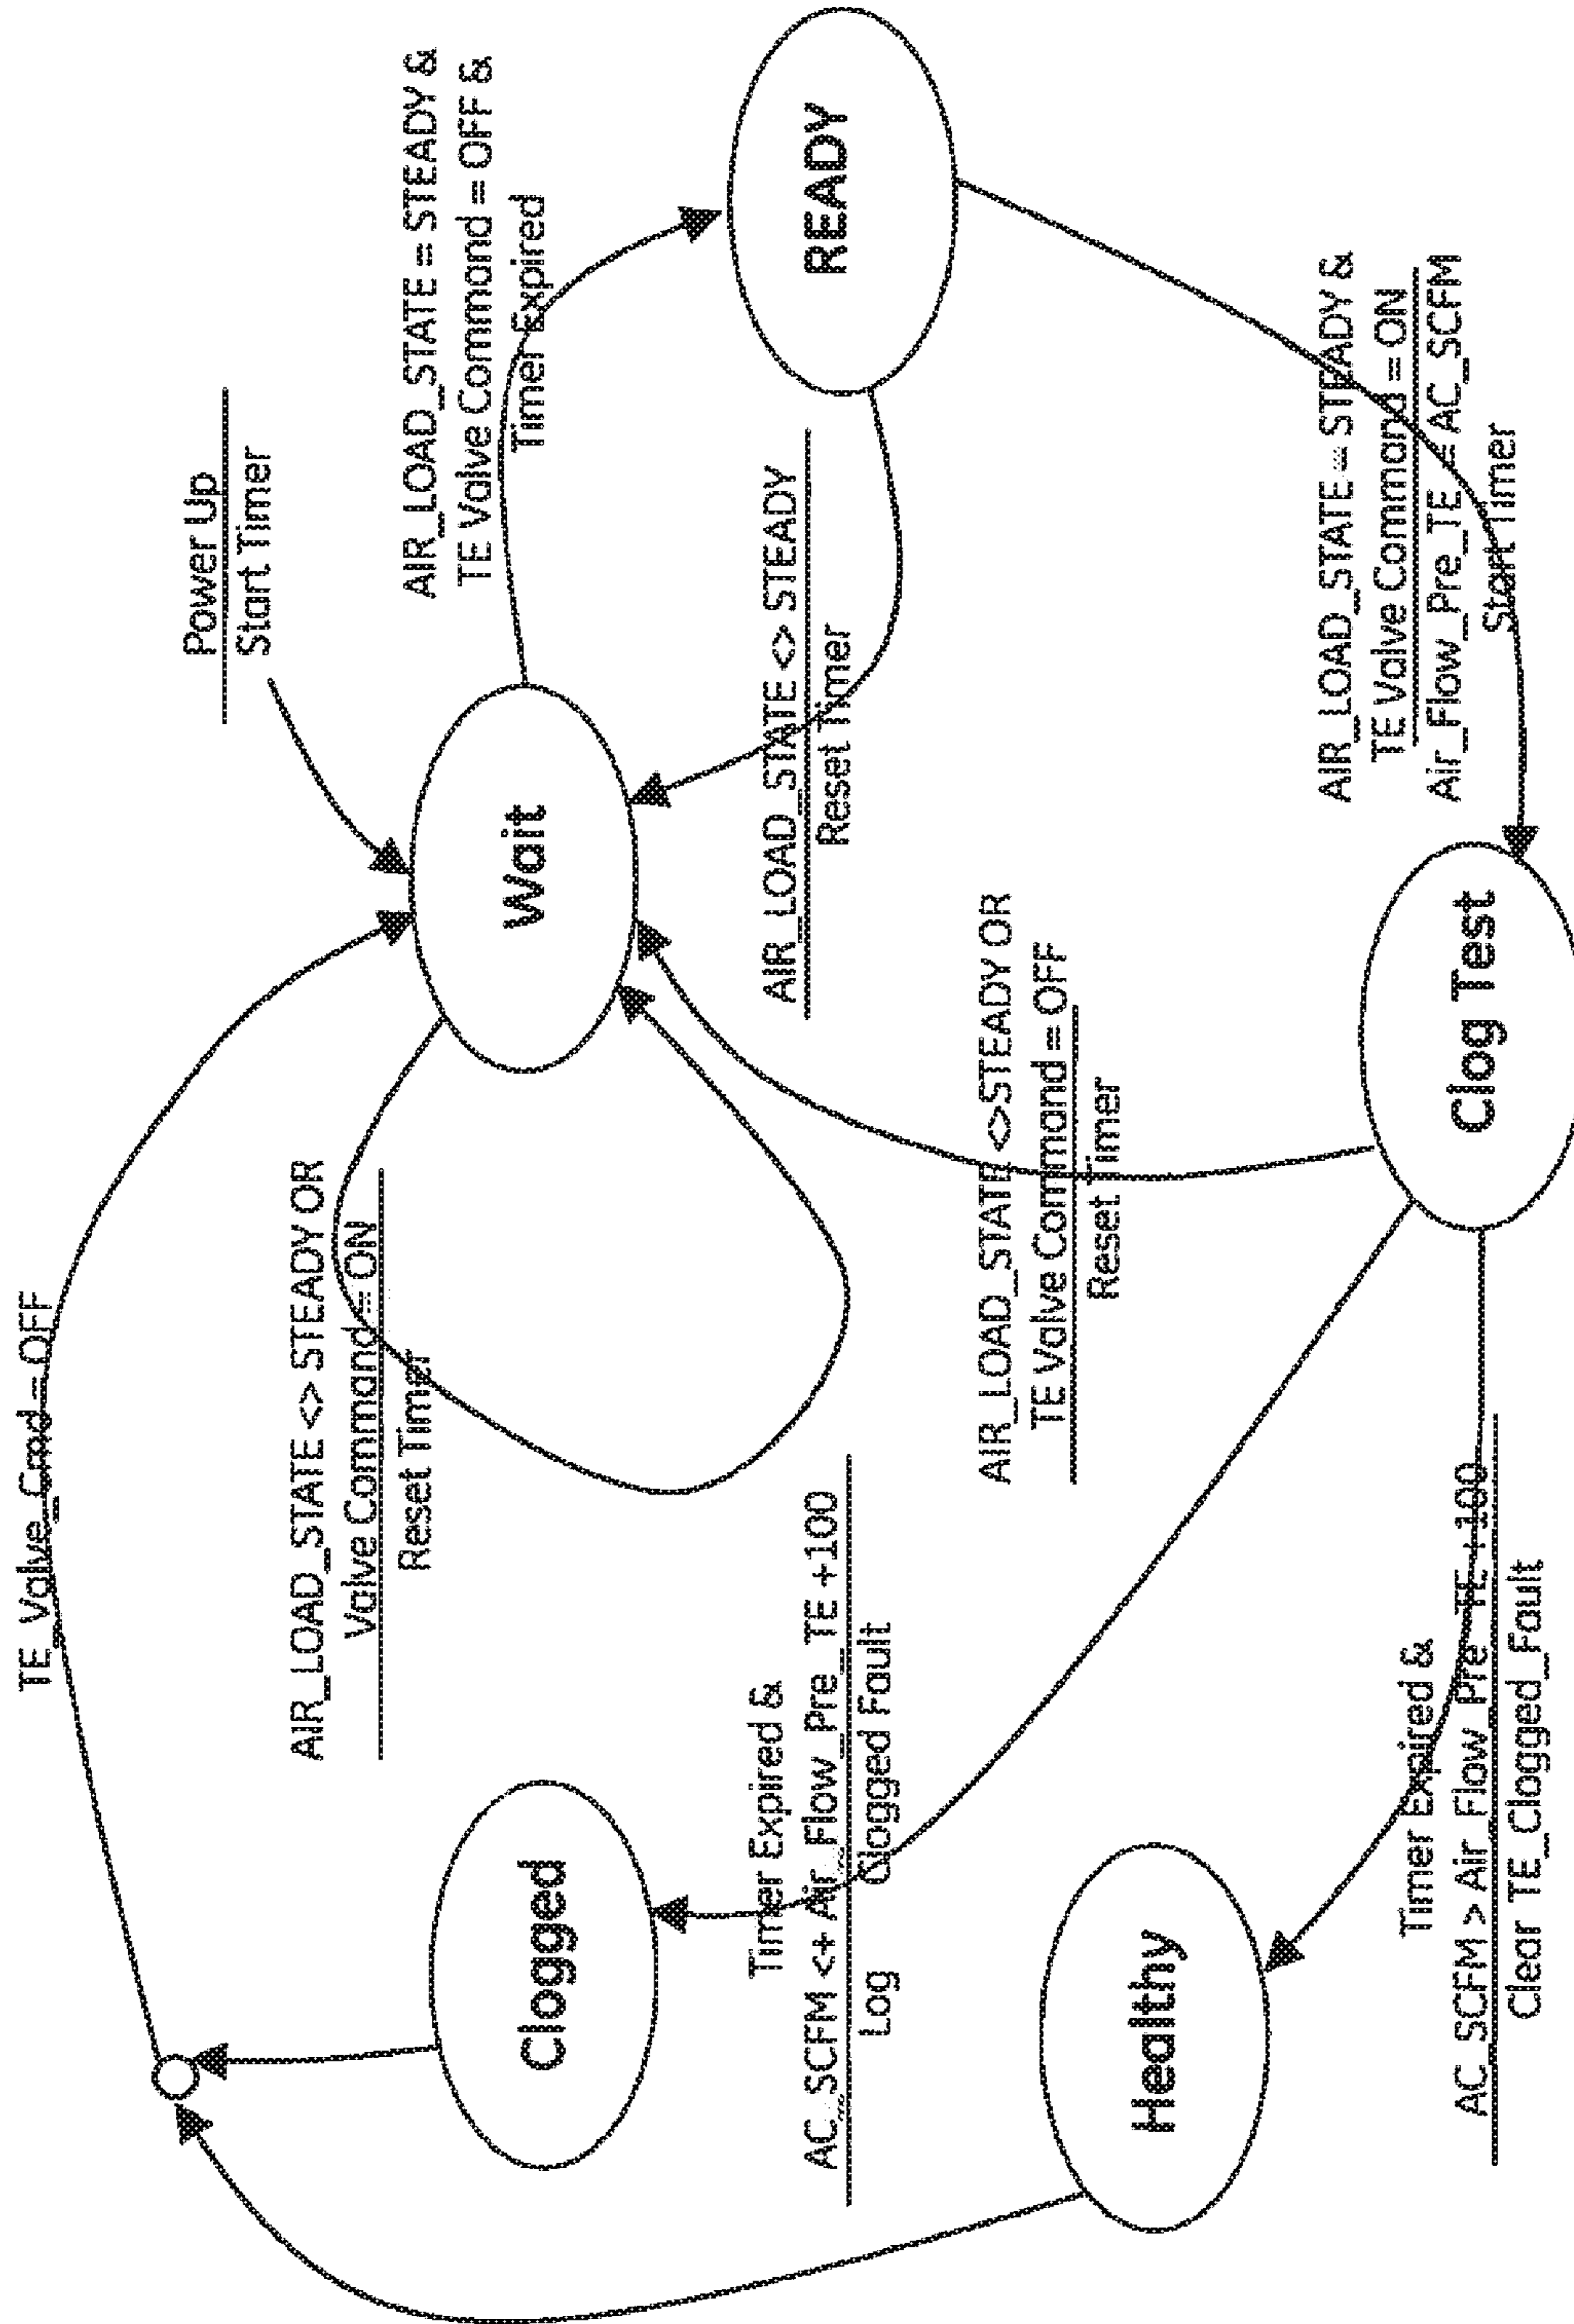 TE_Valve_Cmd = OFF
Power Up
Start Timer
AIR_LOAD_STATE <> STEADY OR
Valve Command = ON
Reset Timer
AIR_LOAD_STATE = STEADY &
TE Valve Command = OFF &
Timer Expired
Wait
Clogged
READY
AIR_LOAD_STATE <> STEADY
Reset Timer
Timer Expired &
AC_SCFM <+ Air_Flow_Pre_TE +100
Log Clogged Fault
AIR_LOAD_STATE <>STEADY OR
TE Valve Command = OFF
Reset Timer
Healthy
AIR_LOAD_STATE = STEADY &
TE Valve Command = ON
Air_Flow_Pre_TE = AC_SCFM
Start Timer
Clog Test
Timer Expired &
AC_SCFM > Air_Flow_Pre_TE +100
Clear TE_Clogged_Fault